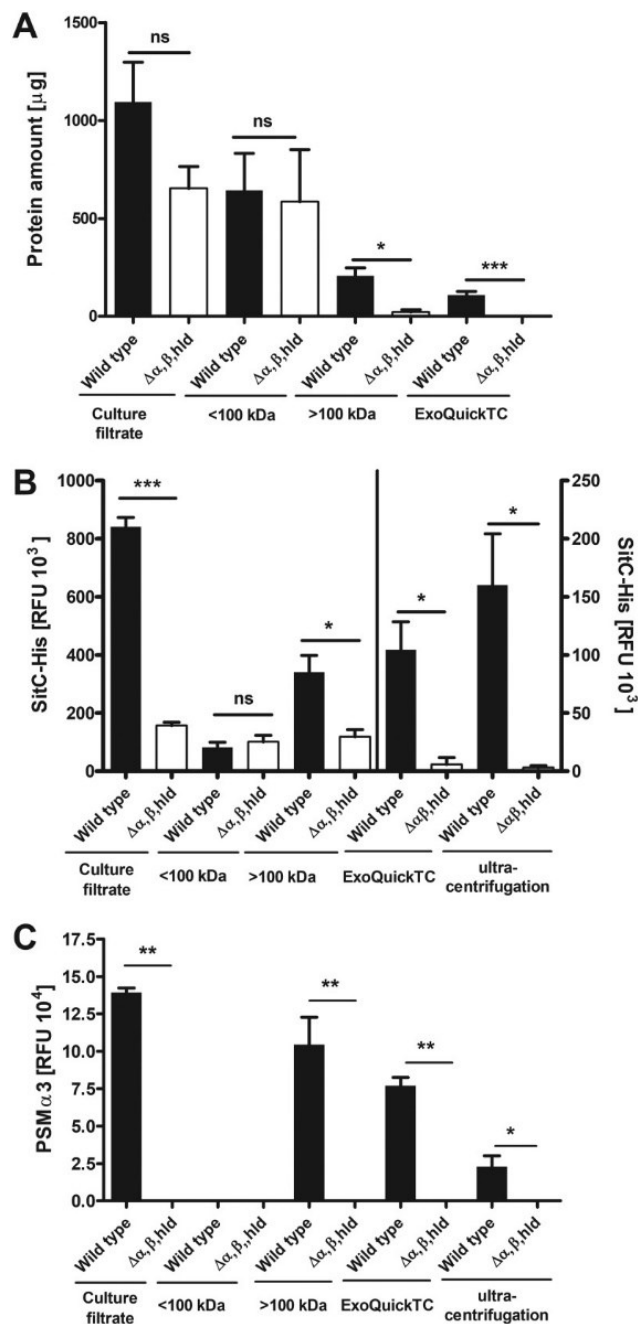 A
Protein amount [µg]
1500
1000
500
0
ns
ns
*
***
Wild type
Δα,β,hld
Wild type
Δα,β,hld
Wild type
Δα,β,hld
Wild type
Δα,β,hld
Culture
filtrate
<100 kDa
>100 kDa
ExoQuickTC
B
SitC-His [RFU 10³]
1000
800
600
400
200
0
***
ns
*
*
*
250
200
150
100
50
0
SitC-His [RFU 10³]
Wild type
Δα,β,hld
Wild type
Δα,β,hld
Wild type
Δα,β,hld
Wild type
Δαβ,hld
Wild type
Δαβ,hld
Culture
filtrate
<100 kDa
>100 kDa
ExoQuickTC
ultra-
centrifugation
C
PSMα3 [RFU 10⁴]
17.5
15.0
12.5
10.0
7.5
5.0
2.5
0.0
**
**
**
*
Wild type
Δα,β,hld
Wild type
Δα,β,,hld
Wild type
Δα,β,hld
Wild type
Δα,β,hld
Wild type
Δα,β,hld
Culture
filtrate
<100 kDa
>100 kDa
ExoQuickTC
ultra-
centrifugation